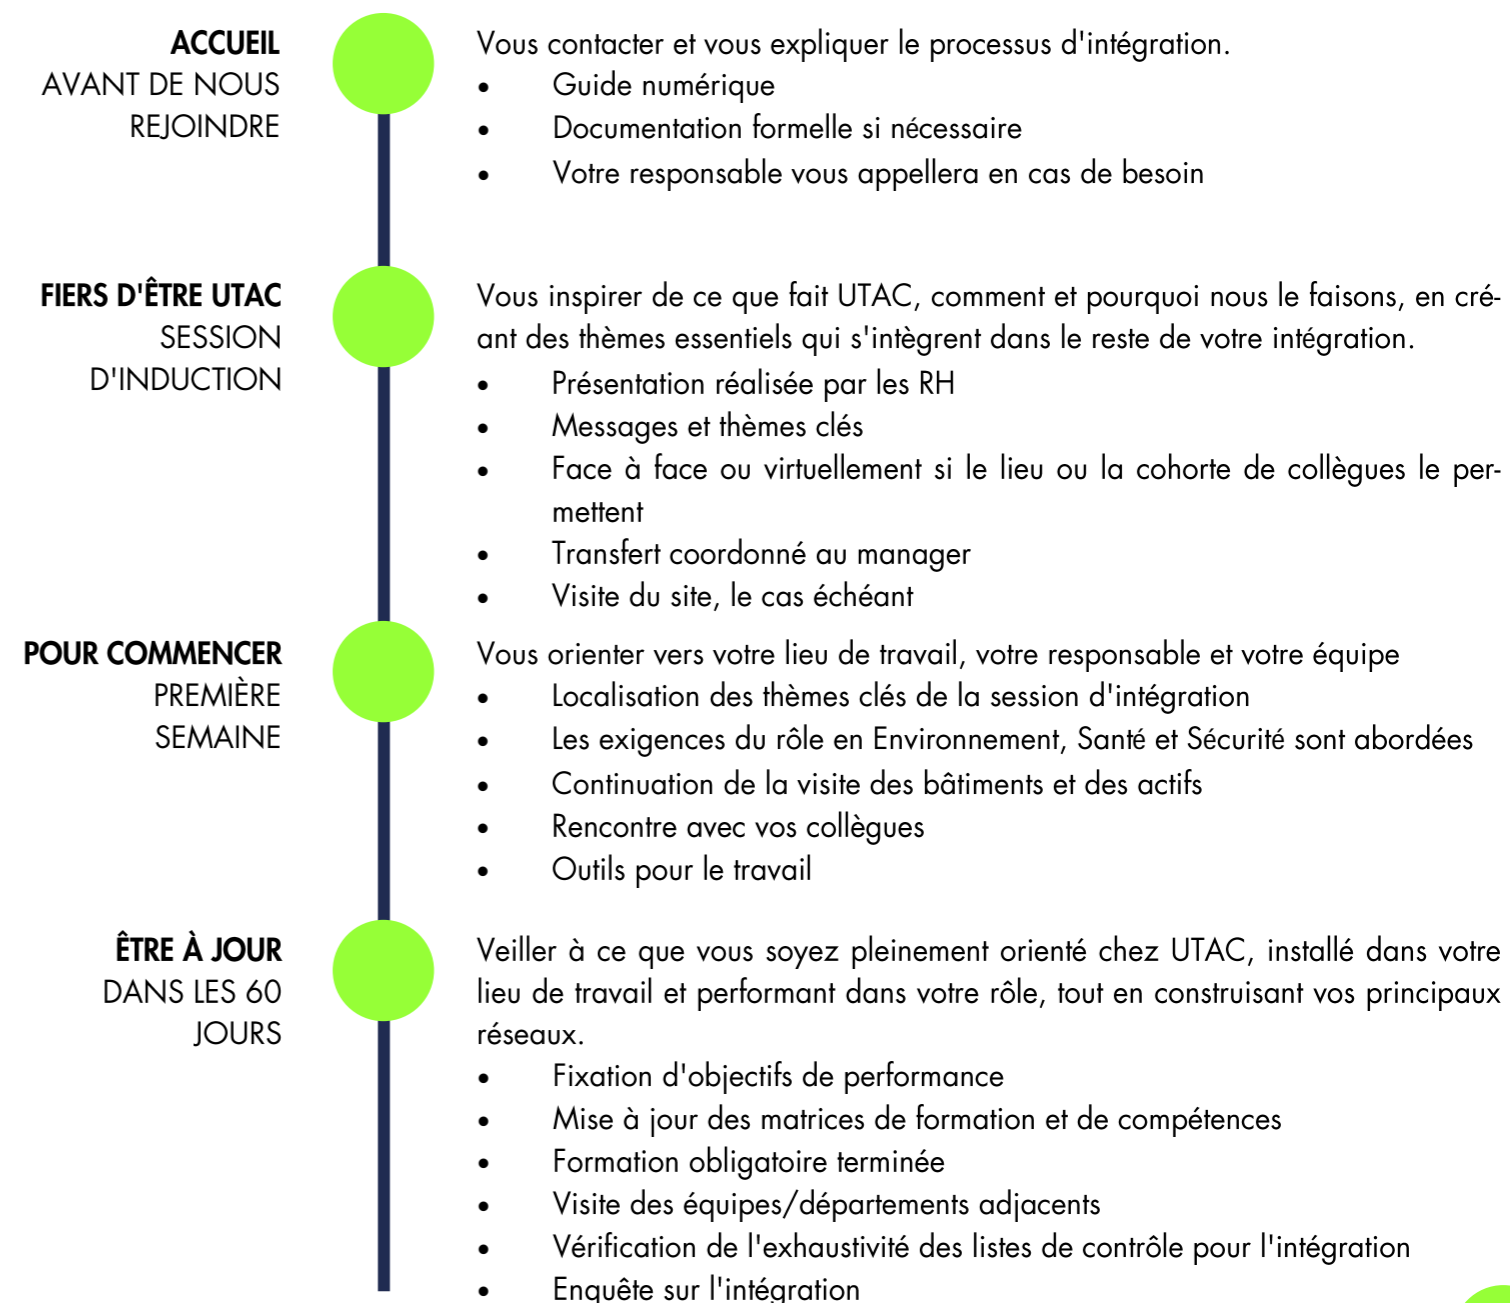 ACCUEIL
AVANT DE NOUS
REJOINDRE
Vous contacter et vous expliquer le processus d'intégration.
• Guide numérique
• Documentation formelle si nécessaire
• Votre responsable vous appellera en cas de besoin
FIERS D'ÊTRE UTAC
SESSION
D'INDUCTION
Vous inspirer de ce que fait UTAC, comment et pourquoi nous le faisons, en cré-
ant des thèmes essentiels qui s'intègrent dans le reste de votre intégration.
• Présentation réalisée par les RH
• Messages et thèmes clés
• Face à face ou virtuellement si le lieu ou la cohorte de collègues le per-
mettent
• Transfert coordonné au manager
• Visite du site, le cas échéant
POUR COMMENCER
PREMIÈRE
SEMAINE
Vous orienter vers votre lieu de travail, votre responsable et votre équipe
• Localisation des thèmes clés de la session d'intégration
• Les exigences du rôle en Environnement, Santé et Sécurité sont abordées
• Continuation de la visite des bâtiments et des actifs
• Rencontre avec vos collègues
• Outils pour le travail
ÊTRE À JOUR
DANS LES 60
JOURS
Veiller à ce que vous soyez pleinement orienté chez UTAC, installé dans votre
lieu de travail et performant dans votre rôle, tout en construisant vos principaux
réseaux.
• Fixation d'objectifs de performance
• Mise à jour des matrices de formation et de compétences
• Formation obligatoire terminée
• Visite des équipes/départements adjacents
• Vérification de l'exhaustivité des listes de contrôle pour l'intégration
• Enquête sur l'intégration